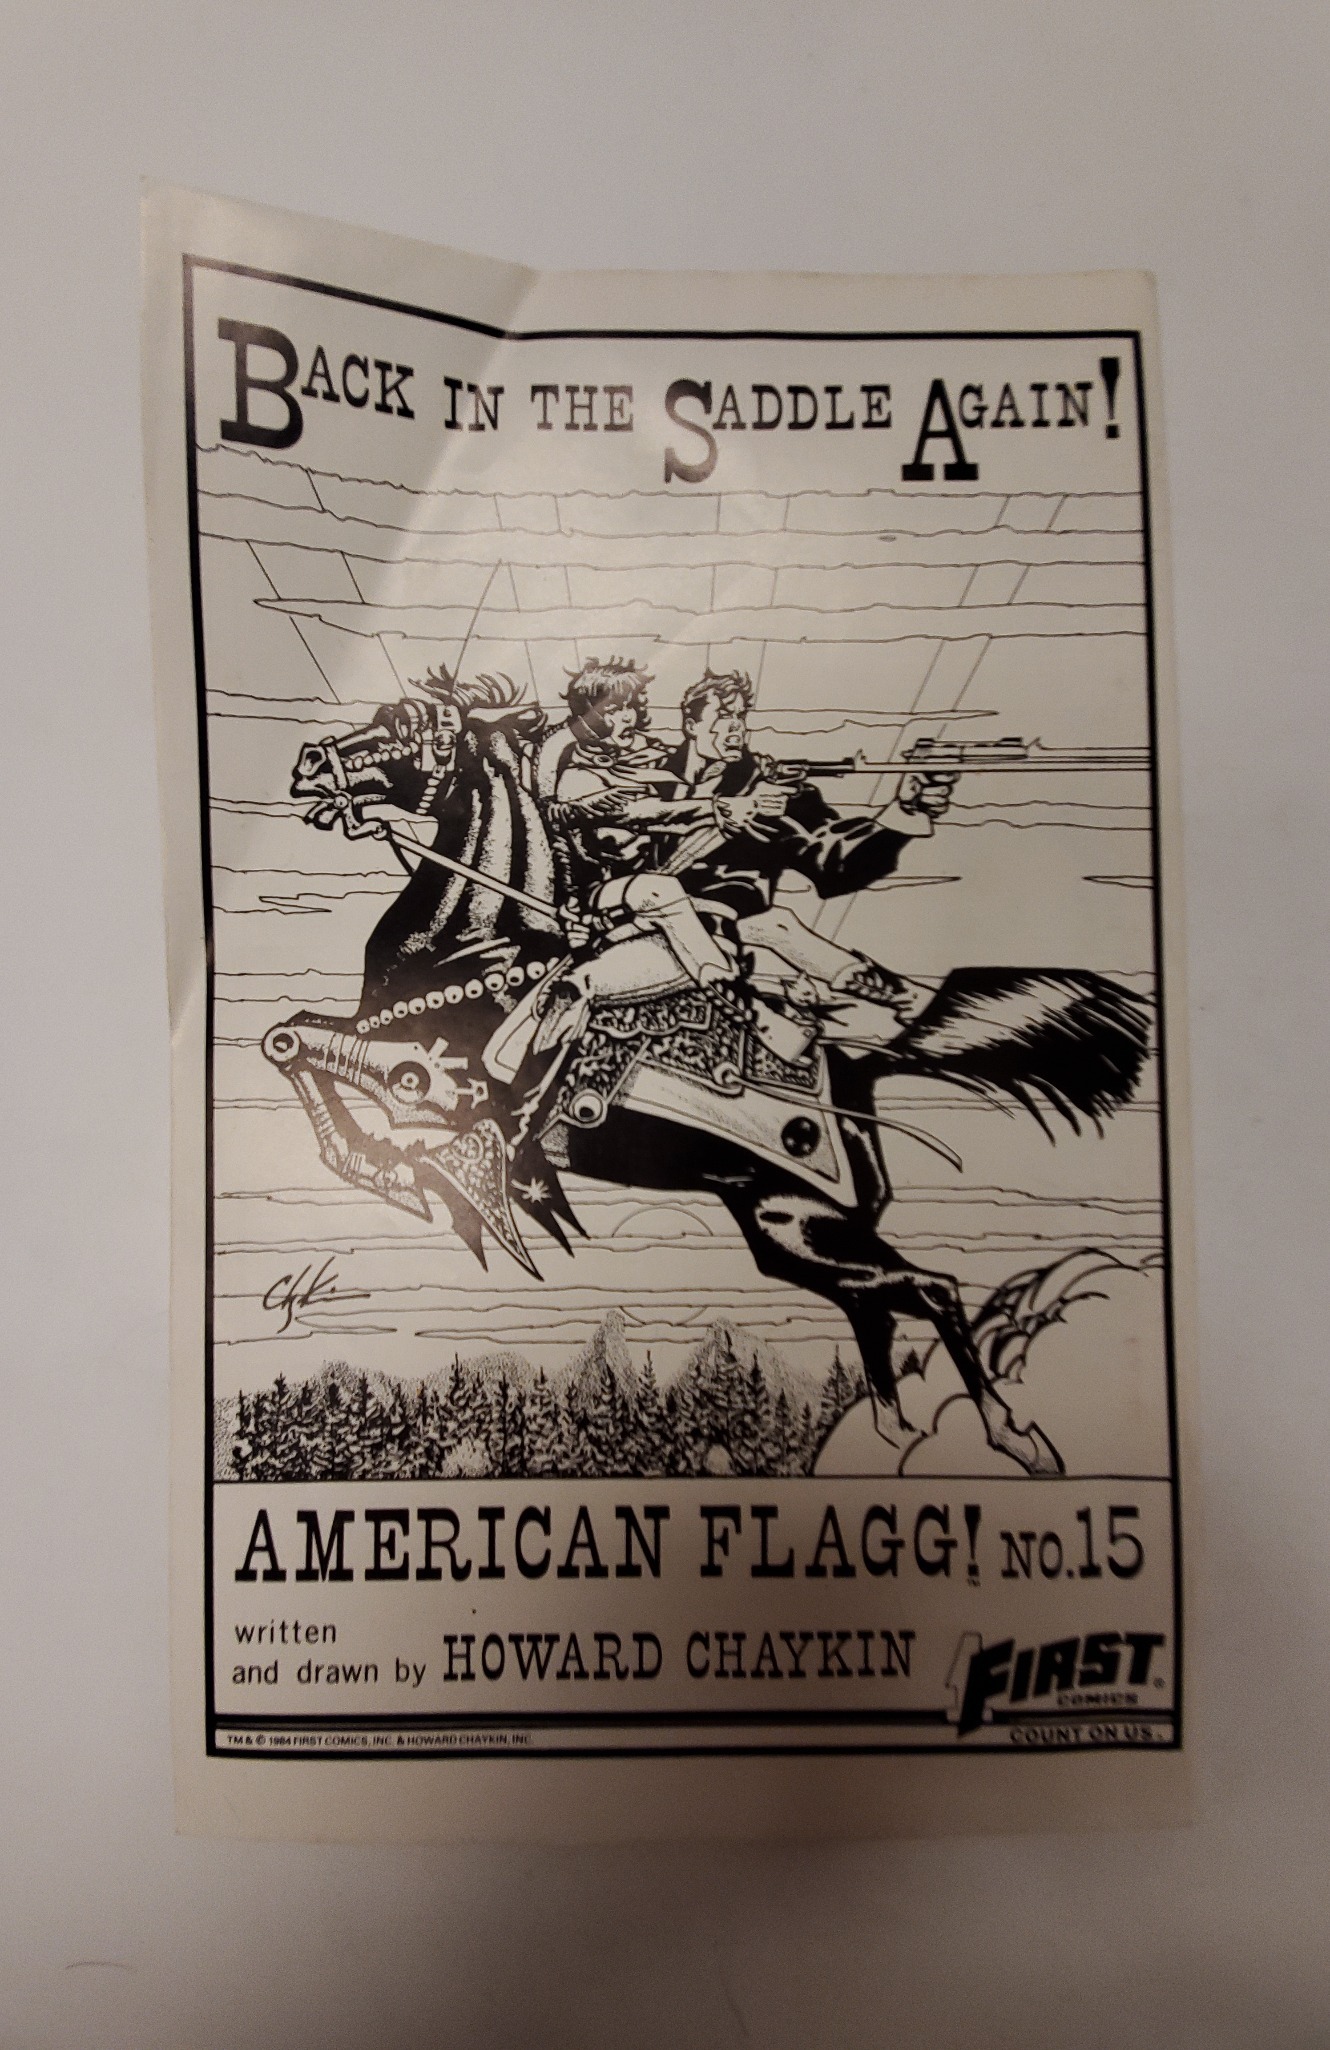 BACK IN THE SADDLE AGAIN!
Chaykin
AMERICAN FLAGG! NO.15
written
and drawn by HOWARD CHAYKIN
FIRST®
COMICS
TM & © 1984 FIRST COMICS, INC. & HOWARD CHAYKIN, INC.
COUNT ON US.